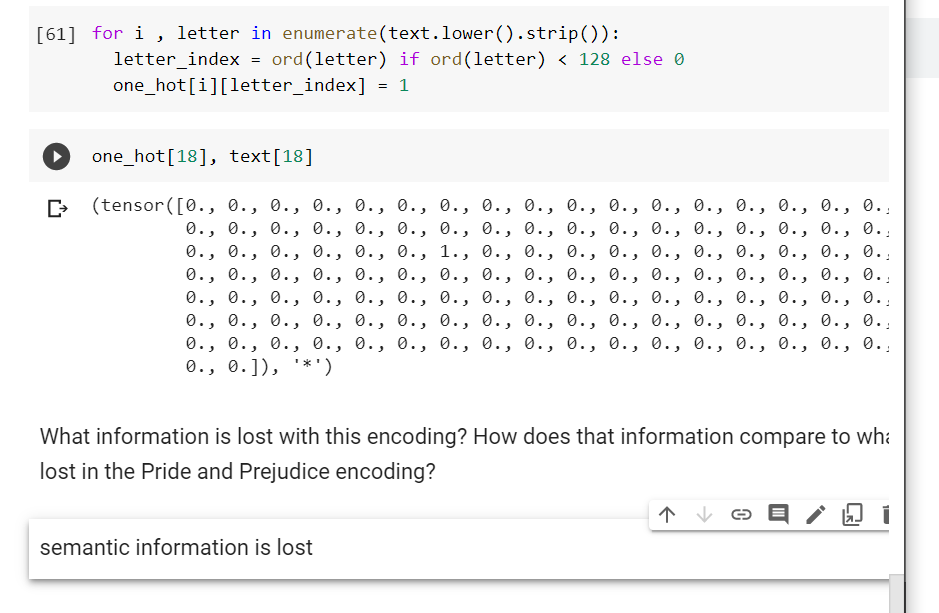 [61] for i , letter in enumerate(text.lower().strip()):
letter_index = ord(letter) if ord(letter) < 128 else 0
one_hot[i][letter_index] = 1
one_hot[18], text[18]
(tensor([0., 0., 0., 0., 0., 0., 0., 0., 0., 0., 0., 0., 0., 0., 0., 0., 0.,
0., 0., 0., 0., 0., 0., 0., 0., 0., 0., 0., 0., 0., 0., 0., 0., 0.,
0., 0., 0., 0., 0., 0., 1., 0., 0., 0., 0., 0., 0., 0., 0., 0., 0.,
0., 0., 0., 0., 0., 0., 0., 0., 0., 0., 0., 0., 0., 0., 0., 0., 0.,
0., 0., 0., 0., 0., 0., 0., 0., 0., 0., 0., 0., 0., 0., 0., 0., 0.,
0., 0., 0., 0., 0., 0., 0., 0., 0., 0., 0., 0., 0., 0., 0., 0., 0.,
0., 0., 0., 0., 0., 0., 0., 0., 0., 0., 0., 0., 0., 0., 0., 0., 0.,
0., 0.]), '*')
What information is lost with this encoding? How does that information compare to
lost in the Pride and Prejudice encoding?
semantic information is lost